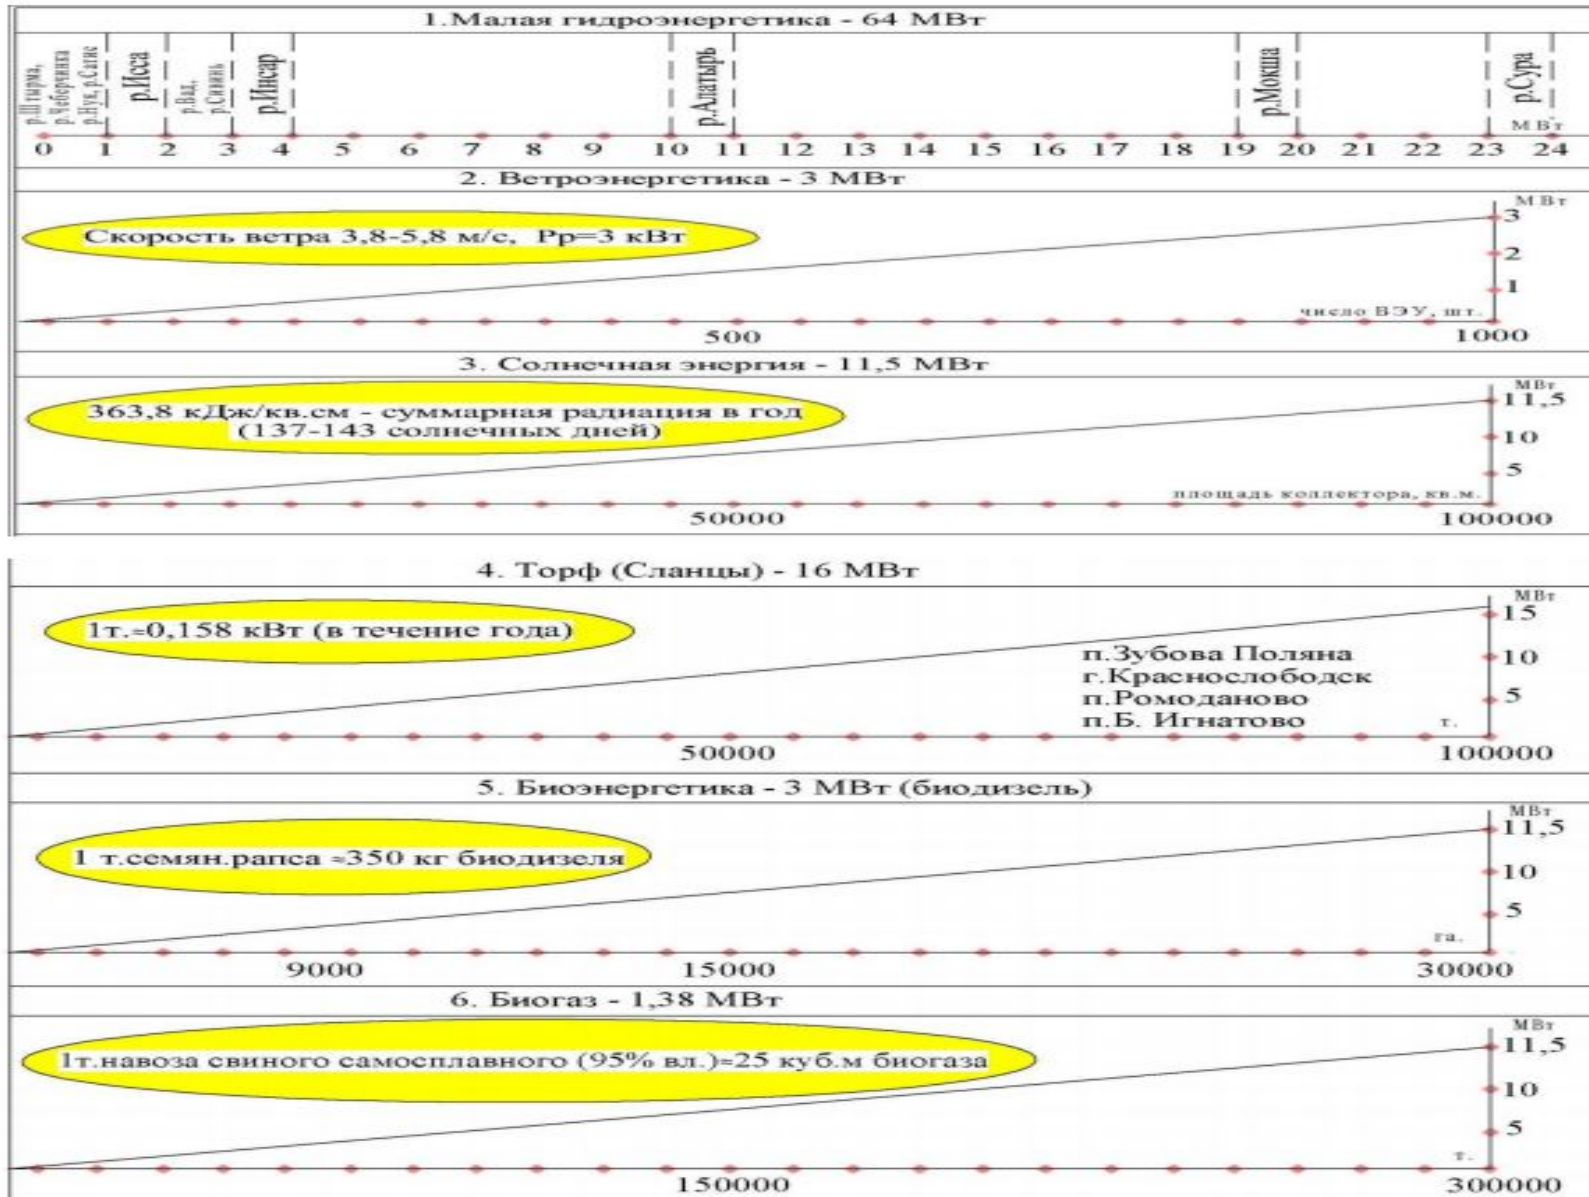 1.Малая гидроэнергетика - 64 МВт
р.Штырма,
р.Чеберчинка
р.Нуя, р.Сатис
р.Исса
р.Вад,
р.Сивинь
р.Инсар
р.Алатырь
р.Мокша
р.Сура
МВт
0 1 2 3 4 5 6 7 8 9 10 11 12 13 14 15 16 17 18 19 20 21 22 23 24
2. Ветроэнергетика - 3 МВт
МВт
3
Скорость ветра 3,8-5,8 м/с, Рр=3 кВт
2
1
число ВЭУ, шт.
500 1000
3. Солнечная энергия - 11,5 МВт
МВт
11,5
363,8 кДж/кв.см - суммарная радиация в год
(137-143 солнечных дней)
10
5
площадь коллектора, кв.м.
50000 100000
4. Торф (Сланцы) - 16 МВт
МВт
15
1т.≈0,158 кВт (в течение года)
10
п.Зубова Поляна
г.Краснослободск
5
п.Ромоданово
п.Б. Игнатово
т.
50000 100000
5. Биоэнергетика - 3 МВт (биодизель)
МВт
11,5
1 т.семян.рапса ≈350 кг биодизеля
10
5
га.
9000 15000 30000
6. Биогаз - 1,38 МВт
МВт
11,5
1т.навоза свиного самосплавного (95% вл.)≈25 куб.м биогаза
10
5
т.
150000 300000